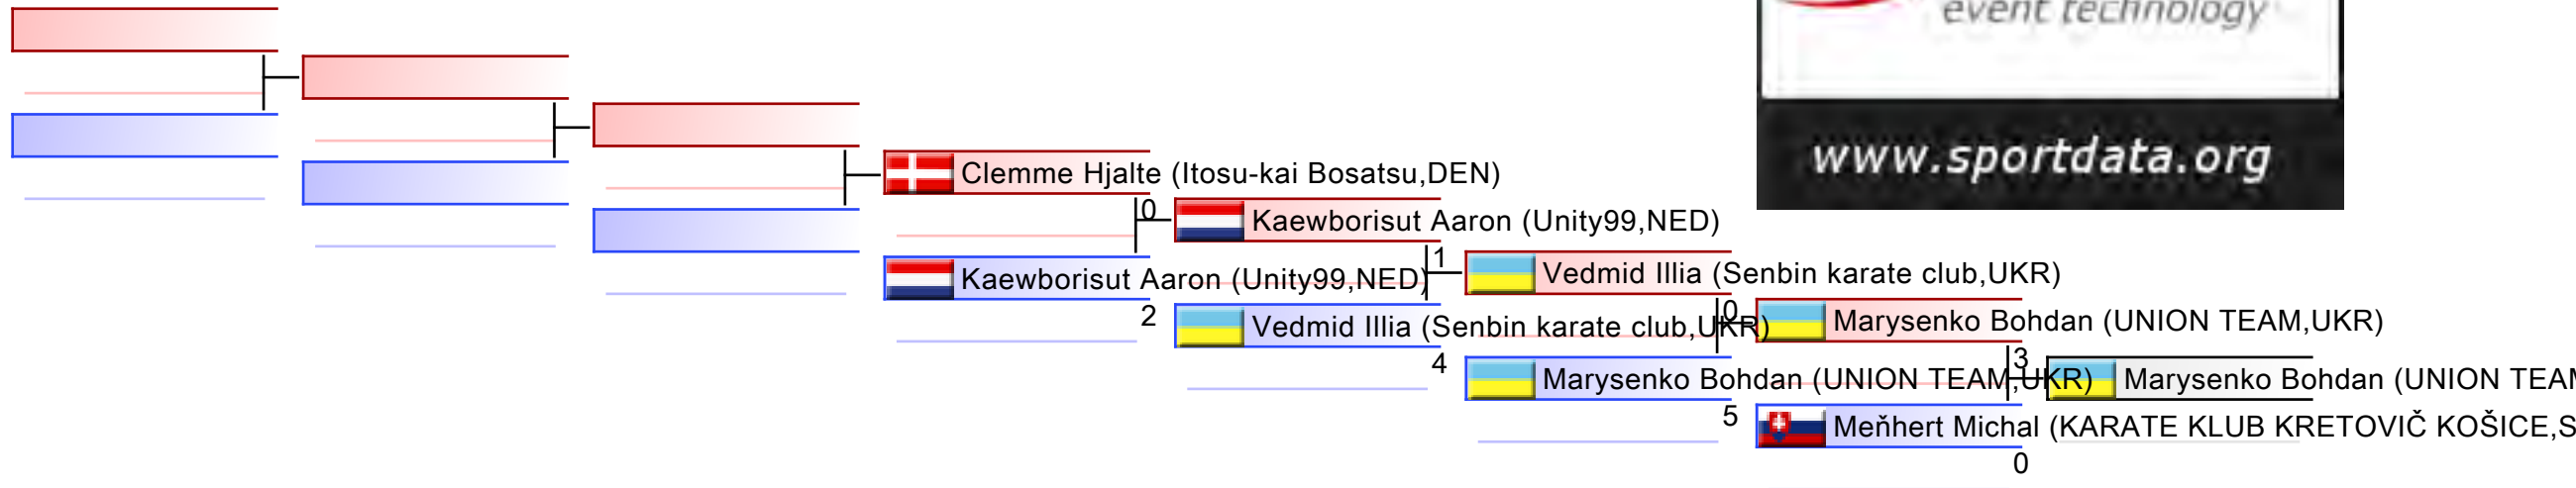 event technology
www.sportdata.org
Clemme Hjalte (Itosu-kai Bosatsu,DEN)
0
Kaewborisut Aaron (Unity99,NED)
Kaewborisut Aaron (Unity99,NED)
2
1
Vedmid Illia (Senbin karate club,UKR)
Vedmid Illia (Senbin karate club,UKR)
4
0
Marysenko Bohdan (UNION TEAM,UKR)
Marysenko Bohdan (UNION TEAM,UKR)
5
3
Marysenko Bohdan (UNION TEAM
Meňhert Michal (KARATE KLUB KRETOVIČ KOŠICE,S
0